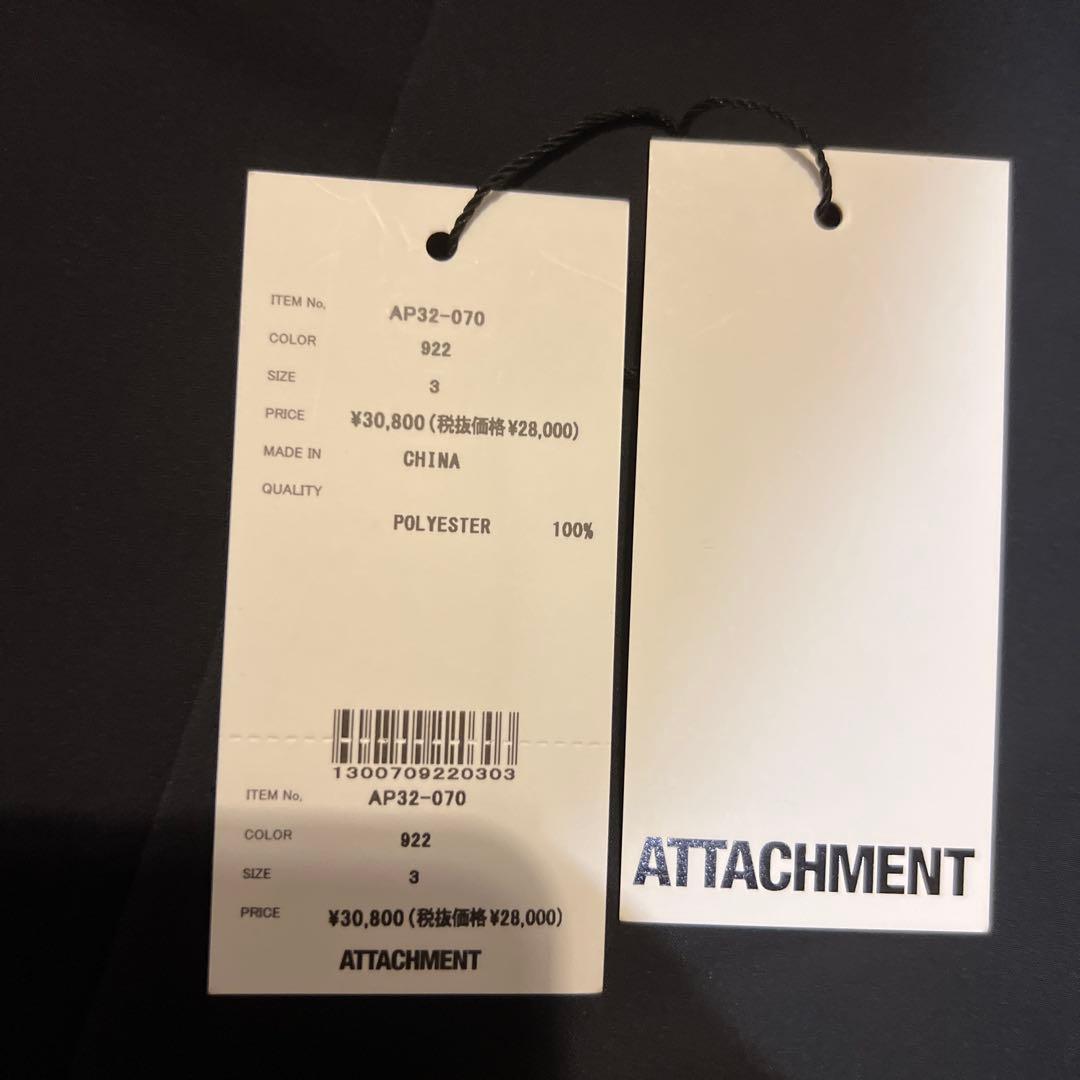 ITEM No. AP32-070
COLOR 922
SIZE 3
PRICE ¥30,800(税抜価格¥28,000)
MADE IN CHINA
QUALITY
POLYESTER 100%
1300709220303
ITEM No. AP32-070
COLOR 922
SIZE 3
PRICE ¥30,800(税抜価格¥28,000)
ATTACHMENT
ATTACHMENT